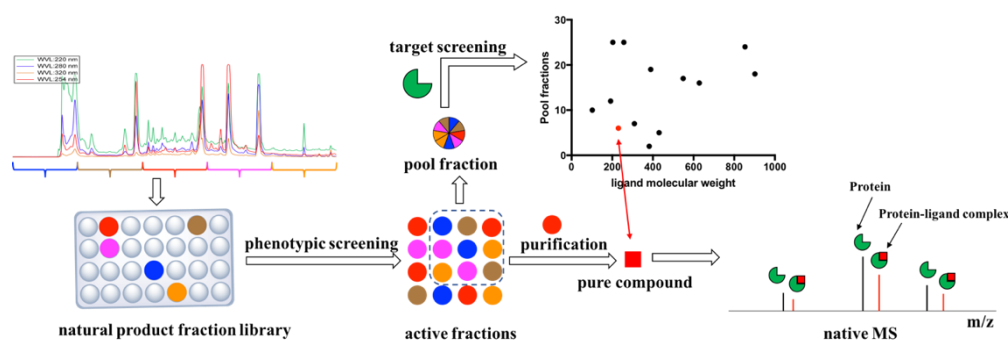 WVL:220 nm
WVL:280 nm
WVL:320 nm
WVL:254 nm
natural product fraction library
phenotypic screening
active fractions
pool fraction
target screening
purification
pure compound
Pool fractions
30
20
10
0
0
200
400
600
800
1000
ligand molecular weight
Protein
Protein-ligand complex
native MS
m/z